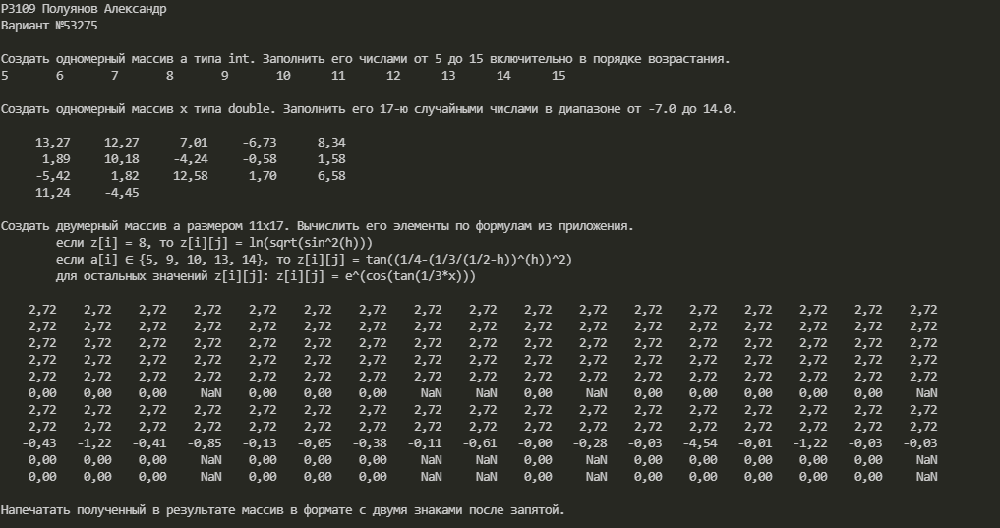 P3109 Полуянов Александр
Вариант №53275
Создать одномерный массив a типа int. Заполнить его числами от 5 до 15 включительно в порядке возрастания.
5 6 7 8 9 10 11 12 13 14 15
Создать одномерный массив x типа double. Заполнить его 17-ю случайными числами в диапазоне от -7.0 до 14.0.
13,27 12,27 7,01 -6,73 8,34
1,89 10,18 -4,24 -0,58 1,58
-5,42 1,82 12,58 1,70 6,58
11,24 -4,45
Создать двумерный массив a размером 11x17. Вычислить его элементы по формулам из приложения.
если z[i] = 8, то z[i][j] = ln(sqrt(sin^2(h)))
если a[i] ∈ {5, 9, 10, 13, 14}, то z[i][j] = tan((1/4-(1/3/(1/2-h))^(h))^2)
для остальных значений z[i][j]: z[i][j] = e^(cos(tan(1/3*x)))
2,72 2,72 2,72 2,72 2,72 2,72 2,72 2,72 2,72 2,72 2,72 2,72 2,72 2,72 2,72 2,72 2,72
2,72 2,72 2,72 2,72 2,72 2,72 2,72 2,72 2,72 2,72 2,72 2,72 2,72 2,72 2,72 2,72 2,72
2,72 2,72 2,72 2,72 2,72 2,72 2,72 2,72 2,72 2,72 2,72 2,72 2,72 2,72 2,72 2,72 2,72
2,72 2,72 2,72 2,72 2,72 2,72 2,72 2,72 2,72 2,72 2,72 2,72 2,72 2,72 2,72 2,72 2,72
2,72 2,72 2,72 2,72 2,72 2,72 2,72 2,72 2,72 2,72 2,72 2,72 2,72 2,72 2,72 2,72 2,72
0,00 0,00 0,00 NaN 0,00 0,00 0,00 NaN NaN 0,00 NaN 0,00 0,00 0,00 0,00 0,00 NaN
2,72 2,72 2,72 2,72 2,72 2,72 2,72 2,72 2,72 2,72 2,72 2,72 2,72 2,72 2,72 2,72 2,72
2,72 2,72 2,72 2,72 2,72 2,72 2,72 2,72 2,72 2,72 2,72 2,72 2,72 2,72 2,72 2,72 2,72
-0,43 -1,22 -0,41 -0,85 -0,13 -0,05 -0,38 -0,11 -0,61 -0,00 -0,28 -0,03 -4,54 -0,01 -1,22 -0,03 -0,03
0,00 0,00 0,00 NaN 0,00 0,00 0,00 NaN NaN 0,00 NaN 0,00 0,00 0,00 0,00 0,00 NaN
0,00 0,00 0,00 NaN 0,00 0,00 0,00 NaN NaN 0,00 NaN 0,00 0,00 0,00 0,00 0,00 NaN
Напечатать полученный в результате массив в формате с двумя знаками после запятой.